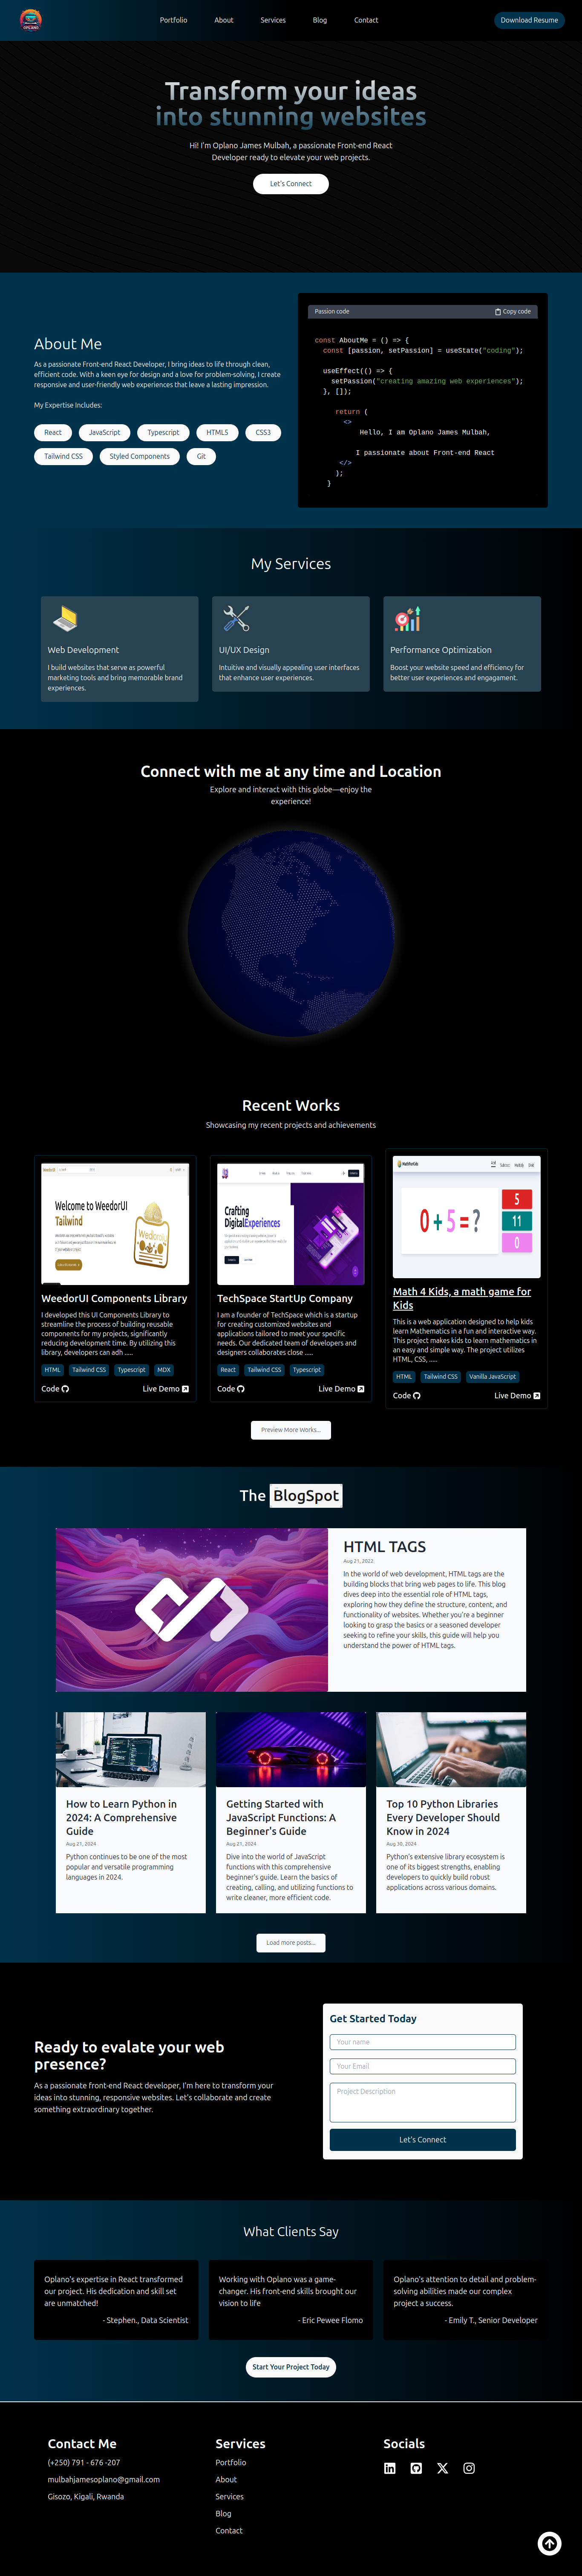 Portfolio
About
Services
Blog
Contact
Download Resume
Transform your ideas
into stunning websites
Hi! I'm Oplano James Mulbah, a passionate Front-end React
Developer ready to elevate your web projects.
Let's Connect
About Me
As a passionate Front-end React Developer, I bring ideas to life through clean,
efficient code. With a keen eye for design and a love for problem-solving, I create
responsive and user-friendly web experiences that leave a lasting impression.
My Expertise Includes:
React
JavaScript
Typescript
HTML5
CSS3
Tailwind CSS
Styled Components
Git
Passion code
Copy code
const AboutMe = () => {
const [passion, setPassion] = useState("coding");
useEffect(() => {
setPassion("creating amazing web experiences");
}, []);
return (
<>
Hello, I am Oplano James Mulbah,
I passionate about Front-end React
</>
);
}
My Services
Web Development
I build websites that serve as powerful
marketing tools and bring memorable brand
experiences.
UI/UX Design
Intuitive and visually appealing user interfaces
that enhance user experiences.
Performance Optimization
Boost your website speed and efficiency for
better user experiences and engagament.
Connect with me at any time and Location
Explore and interact with this globe—enjoy the
experience!
Recent Works
Showcasing my recent projects and achievements
Welcome to WeedorUI
Tailwind
WeedorUI Components Library
I developed this UI Components Library to
streamline the process of building reusable
components for my projects, significantly
reducing development time. By utilizing this
library, developers can adh .....
HTML
Tailwind CSS
Typescript
MDX
Code
Live Demo
Crafting
DigitalExperiences
TechSpace StartUp Company
I am a founder of TechSpace which is a startup
for creating customized websites and
applications tailored to meet your specific
needs. Our dedicated team of developers and
designers collaborates close .....
React
Tailwind CSS
Typescript
Code
Live Demo
0 + 5 = ?
5
11
0
Math 4 Kids, a math game for
Kids
This is a web application designed to help kids
learn Mathematics in a fun and interactive way.
This project makes kids to learn mathematics in
an easy and simple way. The project utilizes
HTML, CSS, .....
HTML
Tailwind CSS
Vanilla JavaScript
Code
Live Demo
Preview More Works...
The BlogSpot
HTML TAGS
Aug 21, 2022
In the world of web development, HTML tags are the
building blocks that bring web pages to life. This blog
dives deep into the essential role of HTML tags,
exploring how they define the structure, content, and
functionality of websites. Whether you're a beginner
looking to grasp the basics or a seasoned developer
seeking to refine your skills, this guide will help you
understand the power of HTML tags.
How to Learn Python in
2024: A Comprehensive
Guide
Aug 21, 2024
Python continues to be one of the most
popular and versatile programming
languages in 2024.
Getting Started with
JavaScript Functions: A
Beginner's Guide
Aug 21, 2024
Dive into the world of JavaScript
functions with this comprehensive
beginner's guide. Learn the basics of
creating, calling, and utilizing functions to
write cleaner, more efficient code.
Top 10 Python Libraries
Every Developer Should
Know in 2024
Aug 30, 2024
Python's extensive library ecosystem is
one of its biggest strengths, enabling
developers to quickly build robust
applications across various domains.
Load more posts...
Ready to evalate your web
presence?
As a passionate front-end React developer, I'm here to transform your
ideas into stunning, responsive websites. Let's collaborate and create
something extraordinary together.
Get Started Today
Your name
Your Email
Project Description
Let's Connect
What Clients Say
Oplano's expertise in React transformed
our project. His dedication and skill set
are unmatched!
- Stephen., Data Scientist
Working with Oplano was a game-
changer. His front-end skills brought our
vision to life
- Eric Pewee Flomo
Oplano's attention to detail and problem-
solving abilities made our complex
project a success.
- Emily T., Senior Developer
Start Your Project Today
Contact Me
(+250) 791 - 676 -207
mulbahjamesoplano@gmail.com
Gisozo, Kigali, Rwanda
Services
Portfolio
About
Services
Blog
Contact
Socials